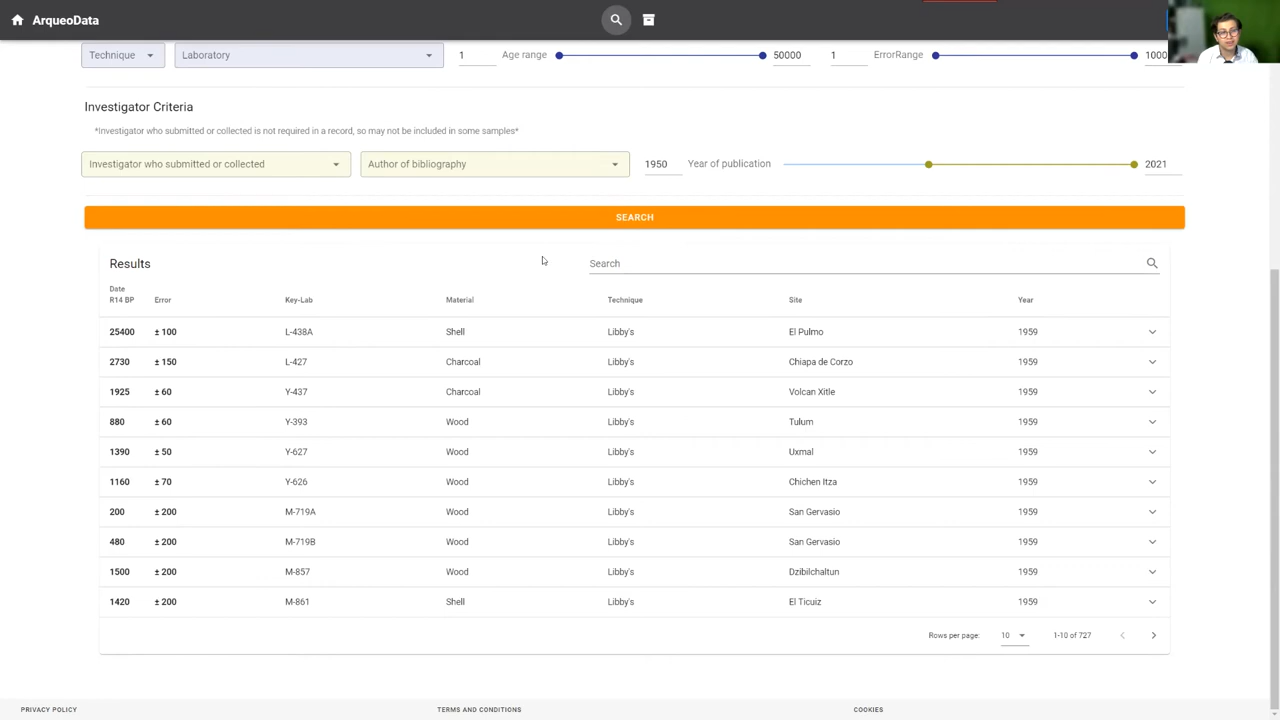 ArqueoData
Technique Laboratory 1 Age range 50000 1 ErrorRange 1000
Investigator Criteria
*Investigator who submitted or collected is not required in a record, so may not be included in some samples*
Investigator who submitted or collected Author of bibliography 1950 Year of publication 2021
SEARCH
Results Search
Date
R14 BP Error Key-Lab Material Technique Site Year
25400 ± 100 L-438A Shell Libby's El Pulmo 1959
2730 ± 150 L-427 Charcoal Libby's Chiapa de Corzo 1959
1925 ± 60 Y-437 Charcoal Libby's Volcan Xitle 1959
880 ± 60 Y-393 Wood Libby's Tulum 1959
1390 ± 50 Y-627 Wood Libby's Uxmal 1959
1160 ± 70 Y-626 Wood Libby's Chichen Itza 1959
200 ± 200 M-719A Wood Libby's San Gervasio 1959
480 ± 200 M-719B Wood Libby's San Gervasio 1959
1500 ± 200 M-857 Wood Libby's Dzibilchaltun 1959
1420 ± 200 M-861 Shell Libby's El Ticuiz 1959
Rows per page: 10 1-10 of 727
PRIVACY POLICY TERMS AND CONDITIONS COOKIES